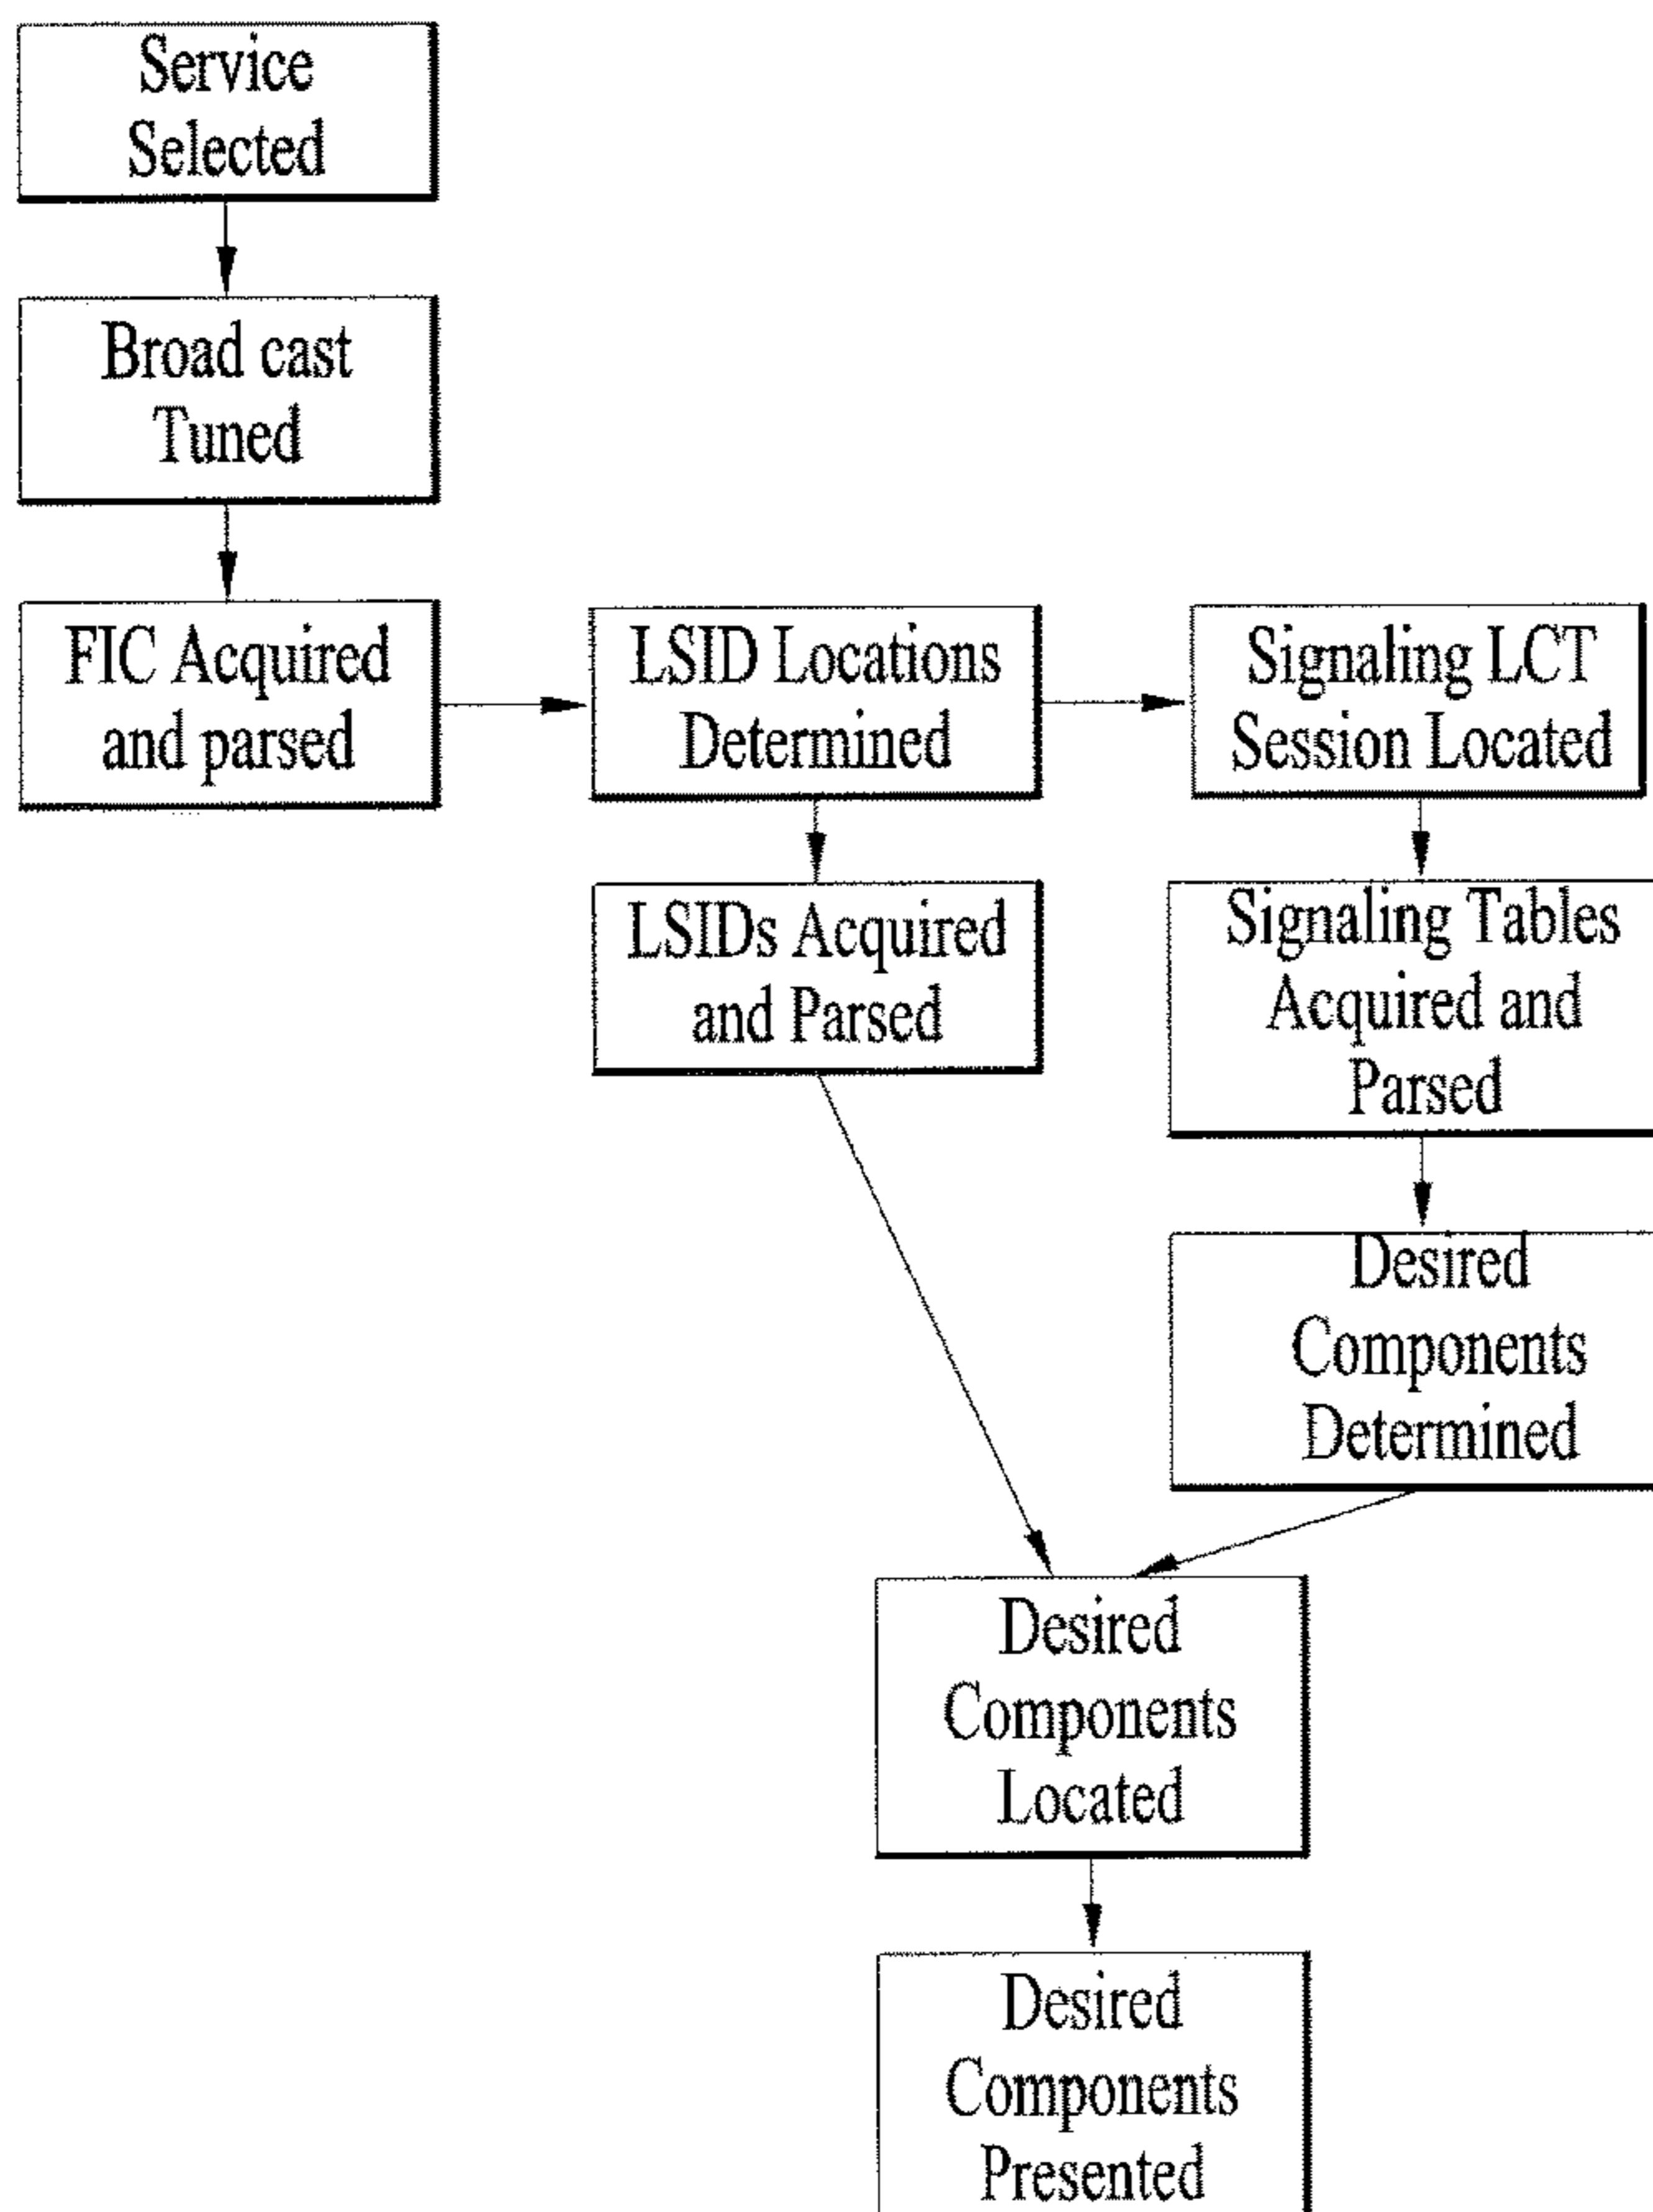 Service
Selected
Broad cast
Tuned
FIC Acquired
and parsed
LSID Locations
Determined
Signaling LCT
Session Located
LSIDs Acquired
and Parsed
Signaling Tables
Acquired and
Parsed
Desired
Components
Determined
Desired
Components
Located
Desired
Components
Presented